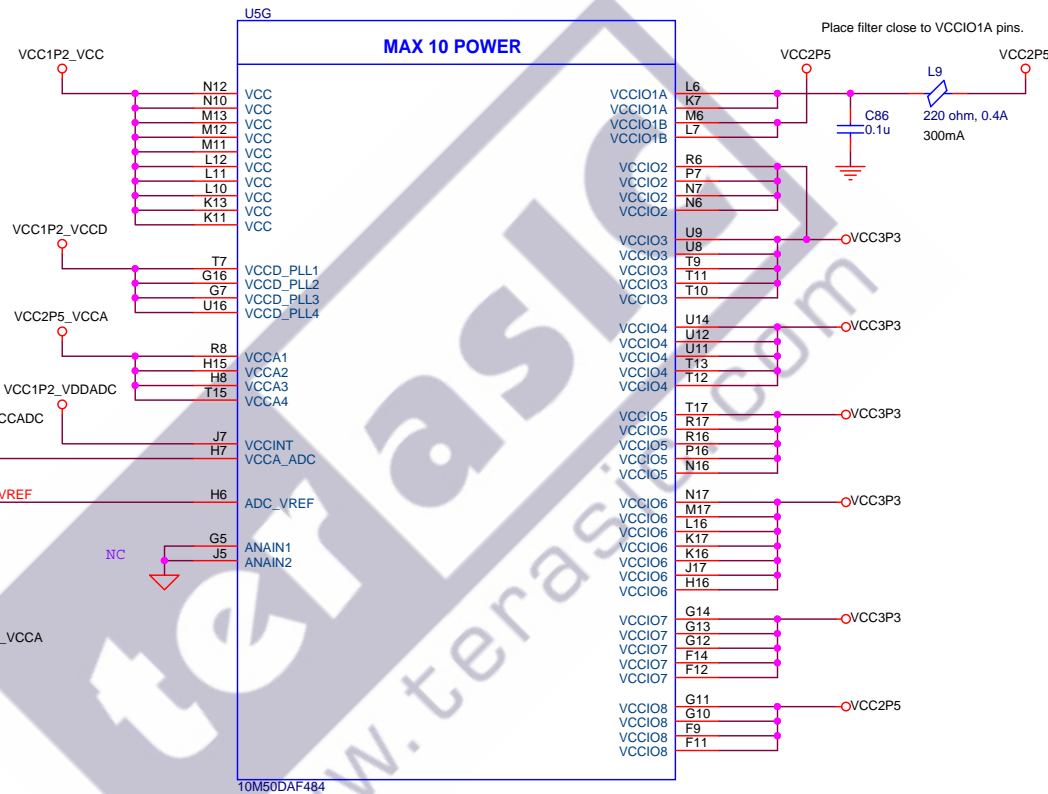 U5G
MAX 10 POWER
Place filter close to VCCIO1A pins.
VCC1P2_VCC
VCC2P5
VCC2P5
L9
220 ohm, 0.4A
300mA
C86
0.1u
N12 VCC
N10 VCC
M13 VCC
M12 VCC
M11 VCC
L12 VCC
L11 VCC
L10 VCC
K13 VCC
K11 VCC
VCC1P2_VCCD
T7 VCCD_PLL1
G16 VCCD_PLL2
G7 VCCD_PLL3
U16 VCCD_PLL4
VCC2P5_VCCA
R8 VCCA1
H15 VCCA2
H8 VCCA3
T15 VCCA4
VCC1P2_VDDADC
CCADC
J7 VCCINT
H7 VCCA_ADC
VREF
H6 ADC_VREF
NC
G5 ANAIN1
J5 ANAIN2
_VCCA
VCCIO1A L6
VCCIO1A K7
VCCIO1B M6
VCCIO1B L7
VCCIO2 R6
VCCIO2 P7
VCCIO2 N7
VCCIO2 N6
VCCIO3 U9 VCC3P3
VCCIO3 U8
VCCIO3 T9
VCCIO3 T11
VCCIO3 T10
VCCIO4 U14 VCC3P3
VCCIO4 U12
VCCIO4 U11
VCCIO4 T13
VCCIO4 T12
VCCIO5 T17 VCC3P3
VCCIO5 R17
VCCIO5 R16
VCCIO5 P16
VCCIO5 N16
VCCIO6 N17 VCC3P3
VCCIO6 M17
VCCIO6 L16
VCCIO6 K17
VCCIO6 K16
VCCIO6 J17
VCCIO6 H16
VCCIO7 G14 VCC3P3
VCCIO7 G13
VCCIO7 G12
VCCIO7 F14
VCCIO7 F12
VCCIO8 G11 VCC2P5
VCCIO8 G10
VCCIO8 F9
VCCIO8 F11
10M50DAF484
terasic
w.terasic.com